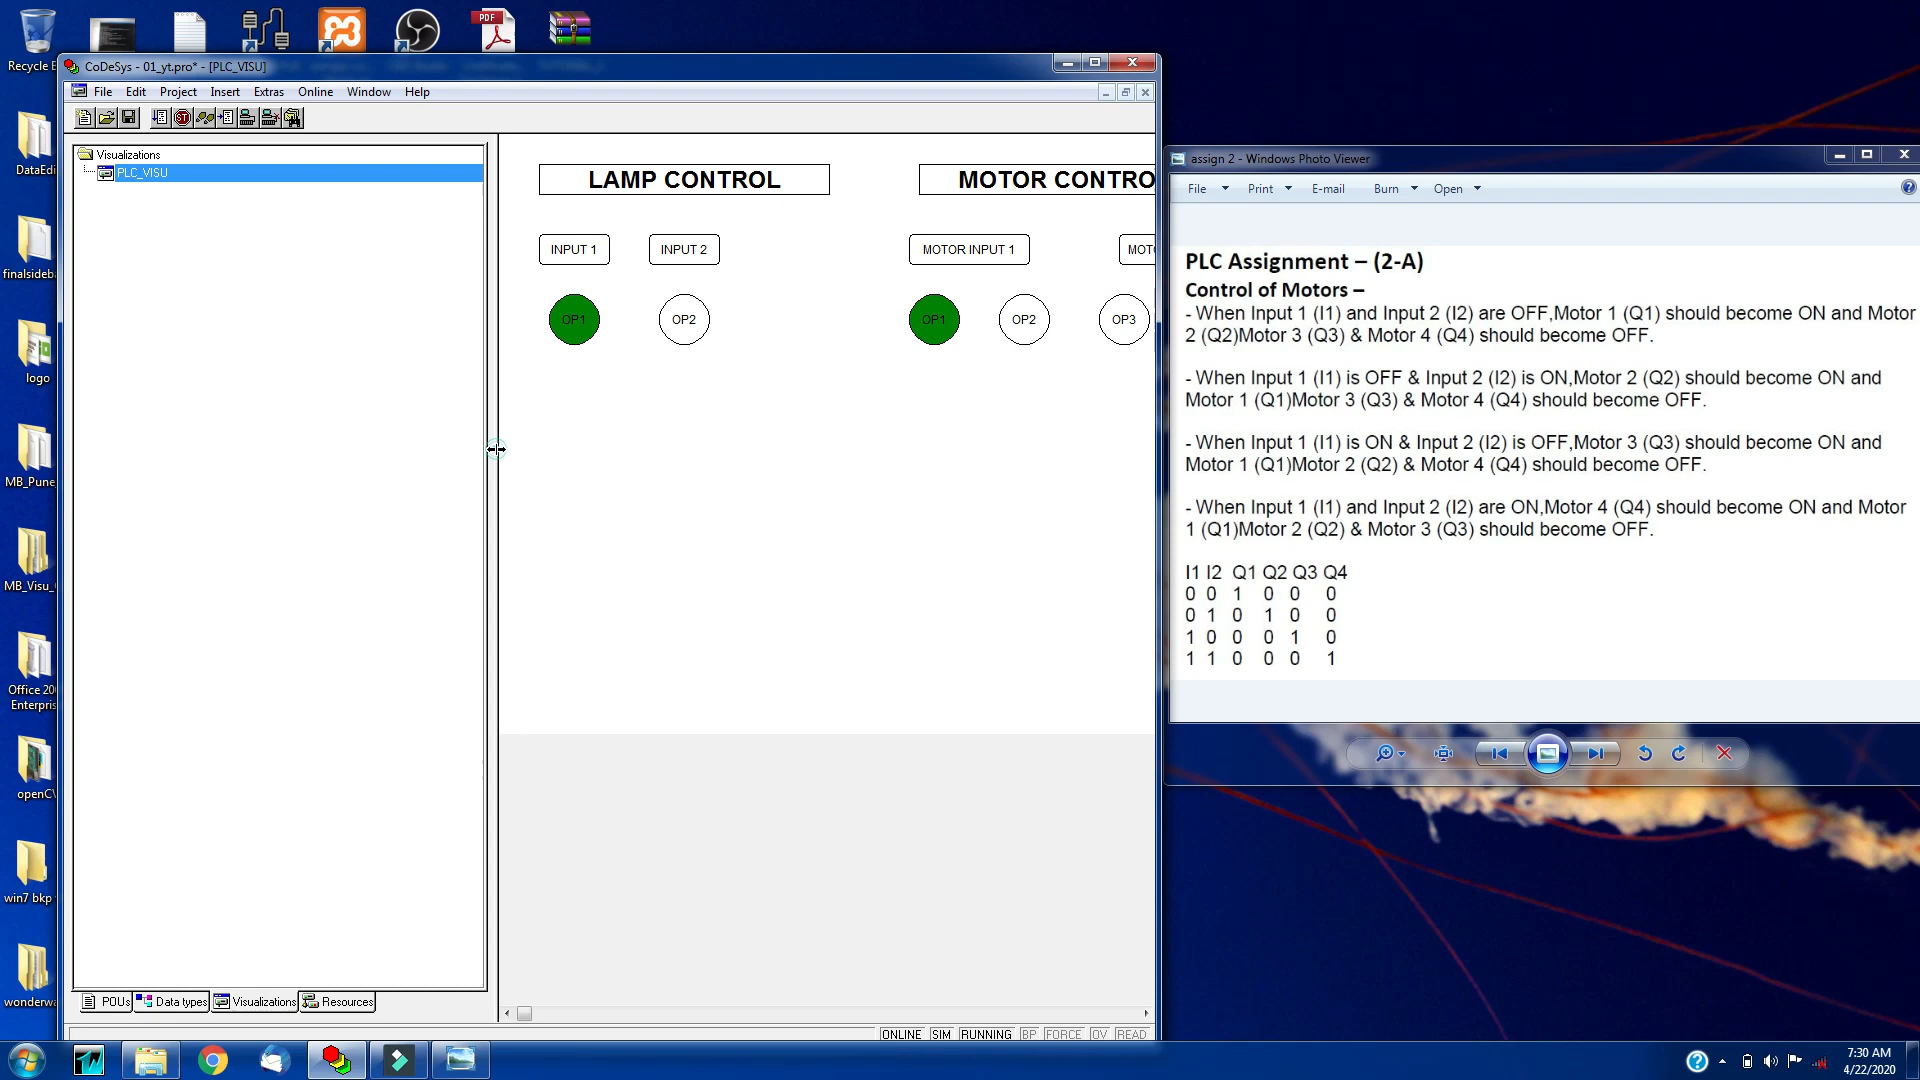 Recycle B
DataEdi
finalsideba
logo
MB_Pune
MB_Visu_
Office 200
Enterpris
openCV
win7 bkp
wonderwa
PDF
CoDeSys - 01_yt.pro* - [PLC_VISU]
File Edit Project Insert Extras Online Window Help
Visualizations
PLC_VISU
POUs Data types Visualizations Resources
LAMP CONTROL
MOTOR CONTRO
INPUT 1 INPUT 2
MOTOR INPUT 1 MOTO
OP1 OP2
OP1 OP2 OP3
ONLINE SIM RUNNING BP FORCE OV READ
assign 2 - Windows Photo Viewer
File Print E-mail Burn Open
PLC Assignment – (2-A)
Control of Motors –
- When Input 1 (I1) and Input 2 (I2) are OFF,Motor 1 (Q1) should become ON and Motor
2 (Q2)Motor 3 (Q3) & Motor 4 (Q4) should become OFF.
- When Input 1 (I1) is OFF & Input 2 (I2) is ON,Motor 2 (Q2) should become ON and
Motor 1 (Q1)Motor 3 (Q3) & Motor 4 (Q4) should become OFF.
- When Input 1 (I1) is ON & Input 2 (I2) is OFF,Motor 3 (Q3) should become ON and
Motor 1 (Q1)Motor 2 (Q2) & Motor 4 (Q4) should become OFF.
- When Input 1 (I1) and Input 2 (I2) are ON,Motor 4 (Q4) should become ON and Motor
1 (Q1)Motor 2 (Q2) & Motor 3 (Q3) should become OFF.
I1 I2 Q1 Q2 Q3 Q4
0 0 1 0 0 0
0 1 0 1 0 0
1 0 0 0 1 0
1 1 0 0 0 1
7:30 AM
4/22/2020